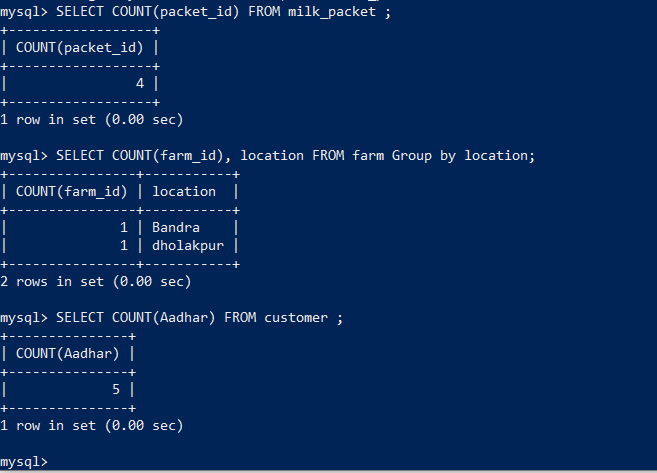 mysql> SELECT COUNT(packet_id) FROM milk_packet ;
+------------------+
| COUNT(packet_id) |
+------------------+
|                4 |
+------------------+
1 row in set (0.00 sec)

mysql> SELECT COUNT(farm_id), location FROM farm Group by location;
+----------------+-----------+
| COUNT(farm_id) | location  |
+----------------+-----------+
|              1 | Bandra    |
|              1 | dholakpur |
+----------------+-----------+
2 rows in set (0.00 sec)

mysql> SELECT COUNT(Aadhar) FROM customer ;
+---------------+
| COUNT(Aadhar) |
+---------------+
|             5 |
+---------------+
1 row in set (0.00 sec)

mysql>